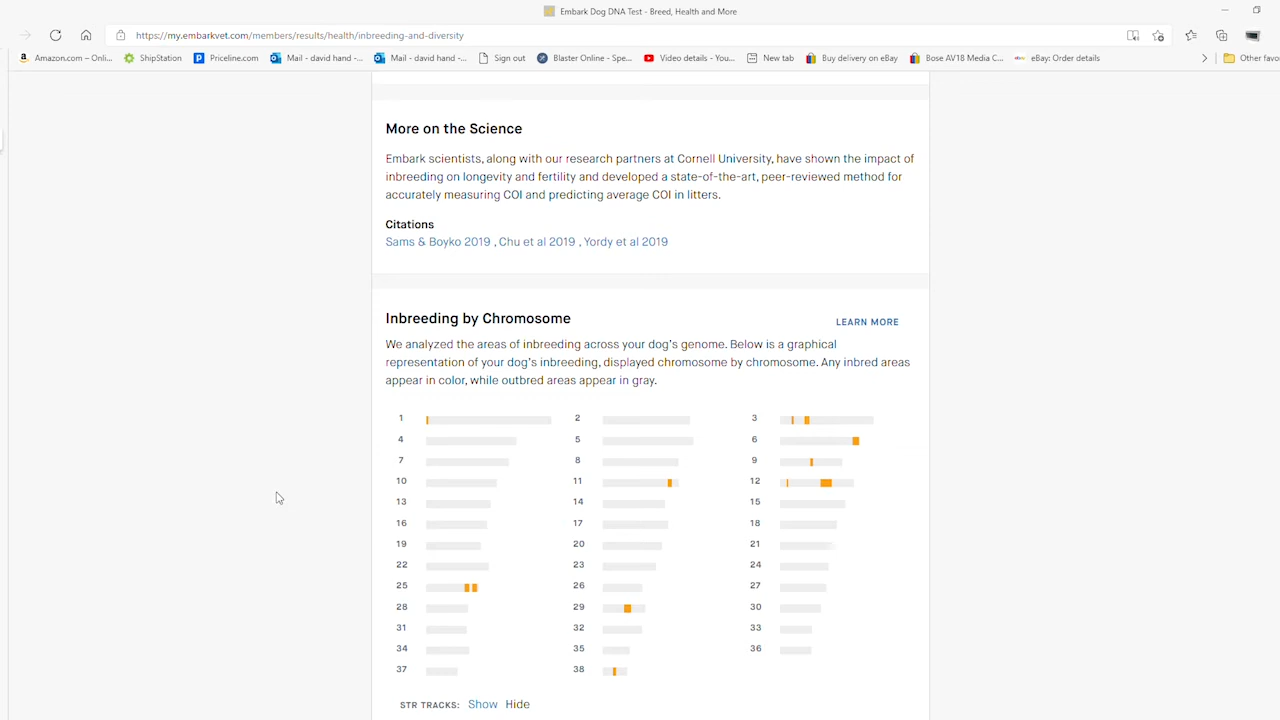 Embark Dog DNA Test - Breed, Health and More
https://my.embarkvet.com/members/results/health/inbreeding-and-diversity
Amazon.com – Onli... ShipStation Priceline.com Mail - david hand -... Mail - david hand -... Sign out Blaster Online - Spe... Video details - You... New tab Buy delivery on eBay Bose AV18 Media C... eBay: Order details Other favo
More on the Science
Embark scientists, along with our research partners at Cornell University, have shown the impact of
inbreeding on longevity and fertility and developed a state-of-the-art, peer-reviewed method for
accurately measuring COI and predicting average COI in litters.
Citations
Sams & Boyko 2019 , Chu et al 2019 , Yordy et al 2019
Inbreeding by Chromosome LEARN MORE
We analyzed the areas of inbreeding across your dog's genome. Below is a graphical
representation of your dog's inbreeding, displayed chromosome by chromosome. Any inbred areas
appear in color, while outbred areas appear in gray.
1 2 3
4 5 6
7 8 9
10 11 12
13 14 15
16 17 18
19 20 21
22 23 24
25 26 27
28 29 30
31 32 33
34 35 36
37 38
STR TRACKS: Show Hide